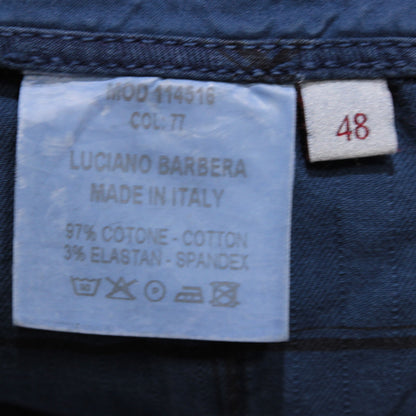 MOD 114516
COL. 77
48
LUCIANO BARBERA
MADE IN ITALY
97% COTONE - COTTON
3% ELASTAN - SPANDEX